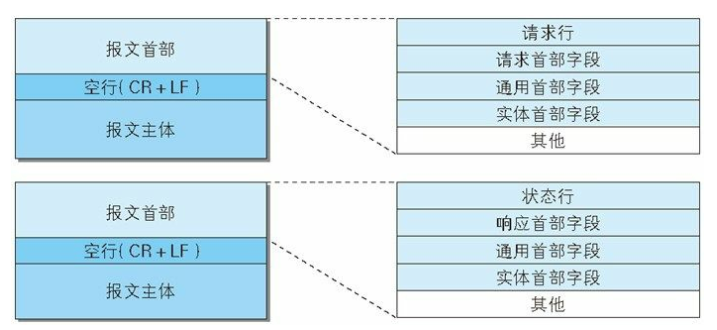 报文首部
空行(CR+LF)
报文主体
请求行
请求首部字段
通用首部字段
实体首部字段
其他
报文首部
空行(CR+LF)
报文主体
状态行
响应首部字段
通用首部字段
实体首部字段
其他